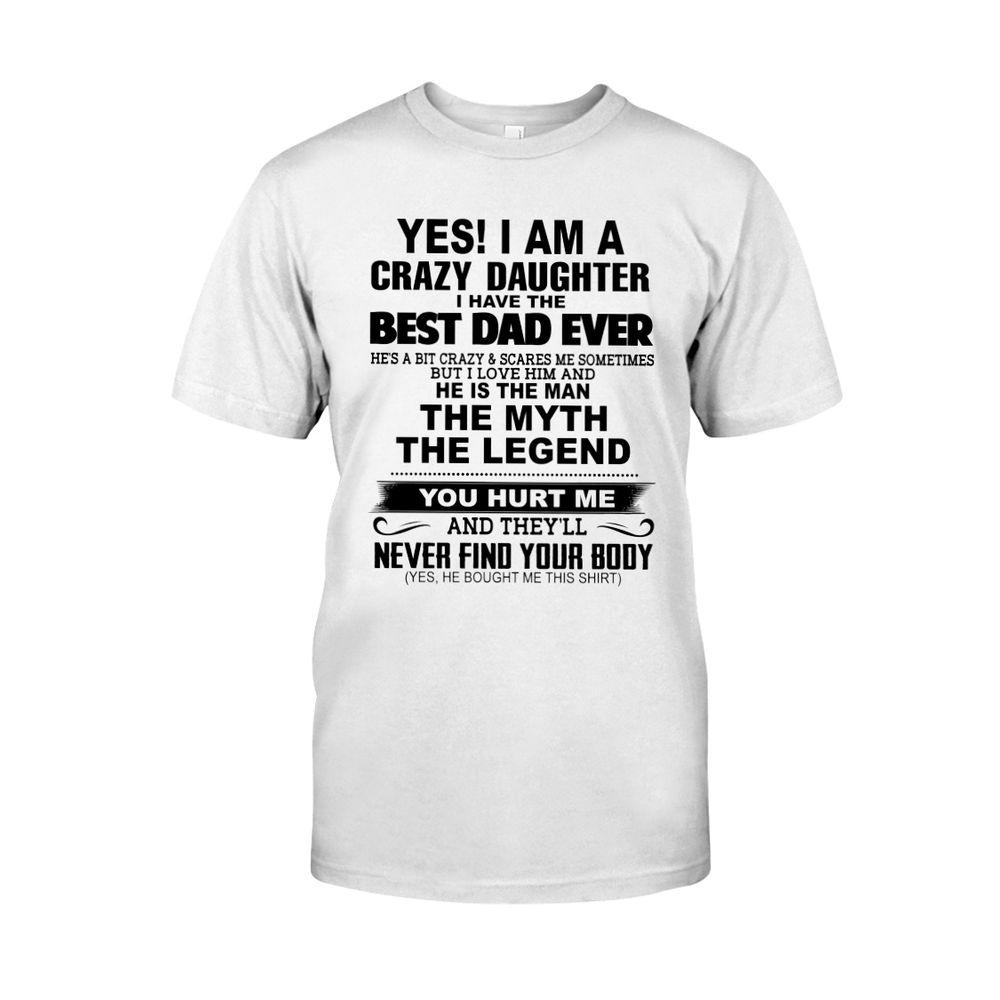 YES! I AM A
CRAZY DAUGHTER
I HAVE THE
BEST DAD EVER
HE'S A BIT CRAZY & SCARES ME SOMETIMES
BUT I LOVE HIM AND
HE IS THE MAN
THE MYTH
THE LEGEND
YOU HURT ME
AND THEY'LL
NEVER FIND YOUR BODY
(YES, HE BOUGHT ME THIS SHIRT)